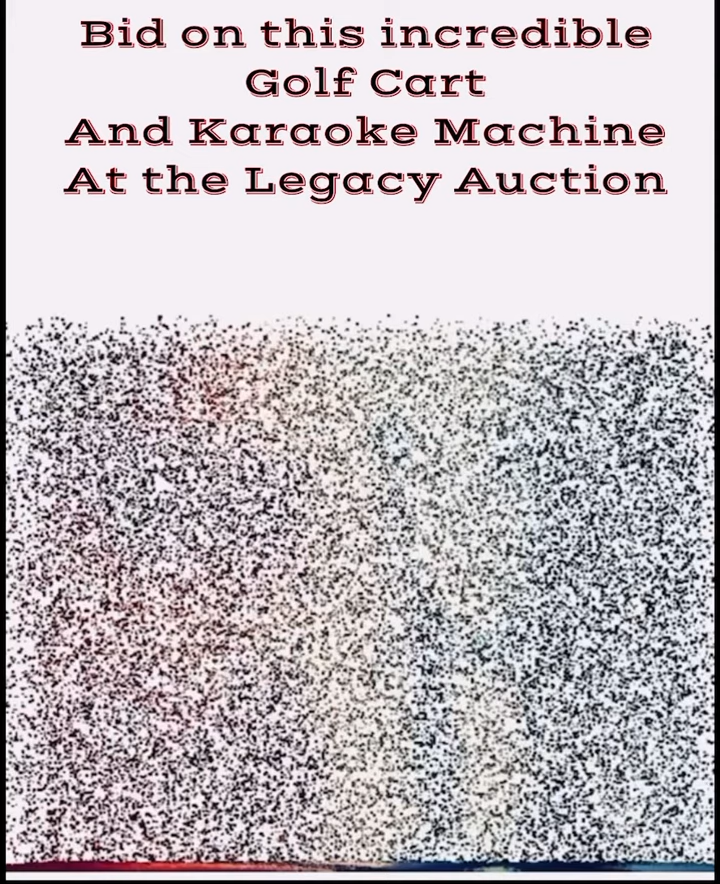 Bid on this incredible
Golf Cart
And Karaoke Machine
At the Legacy Auction